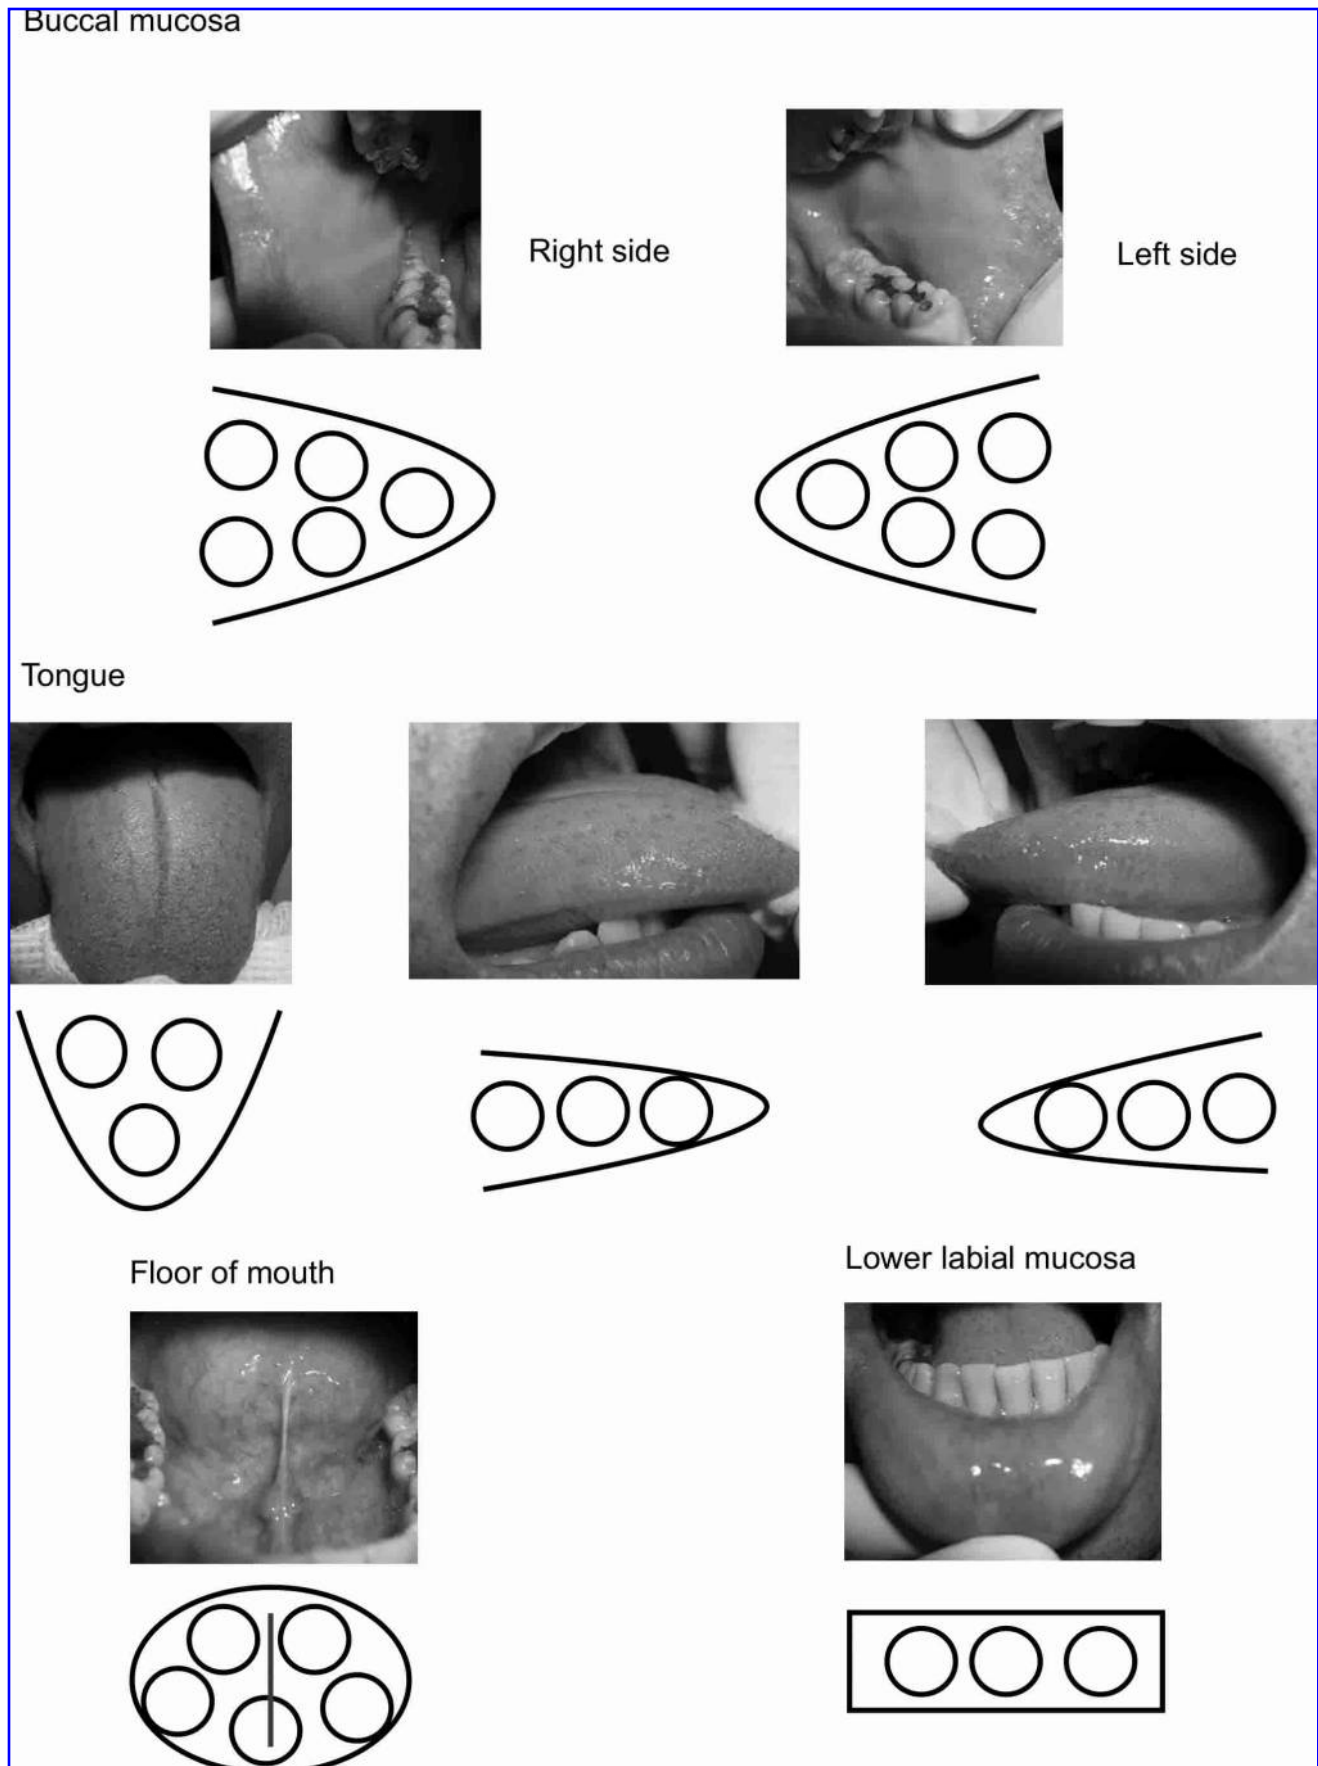 Buccal mucosa
Right side
Left side
Tongue
Floor of mouth
Lower labial mucosa